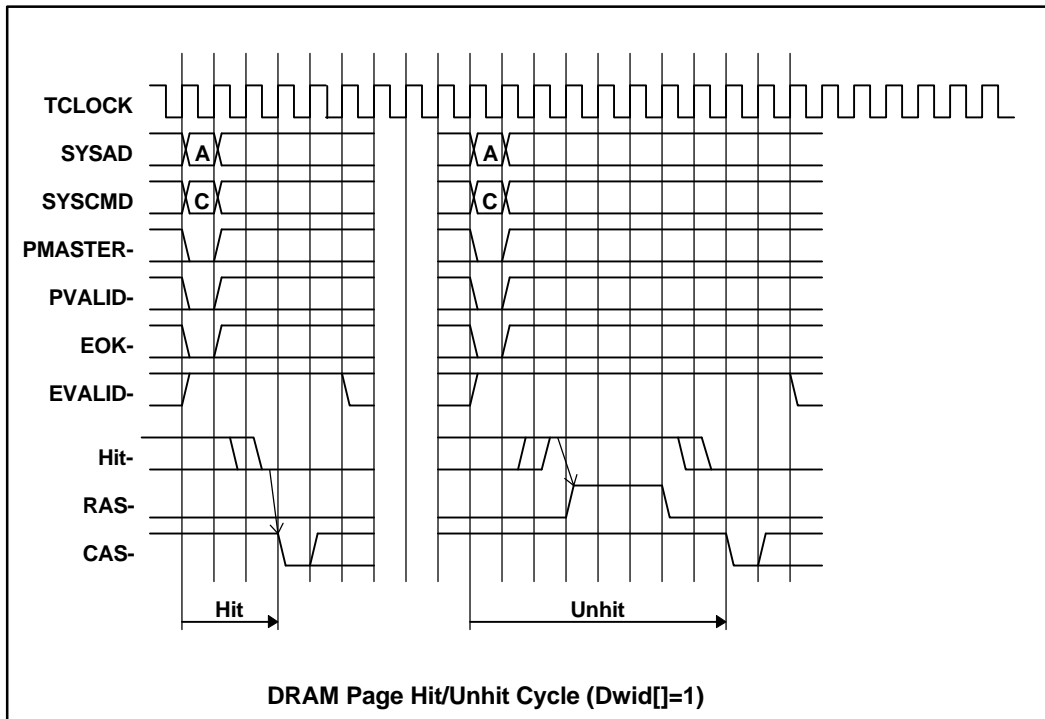 TCLOCK
SYSAD A A
SYSCMD C C
PMASTER-
PVALID-
EOK-
EVALID-
Hit-
RAS-
CAS-
Hit Unhit
DRAM Page Hit/Unhit Cycle (Dwid[]=1)